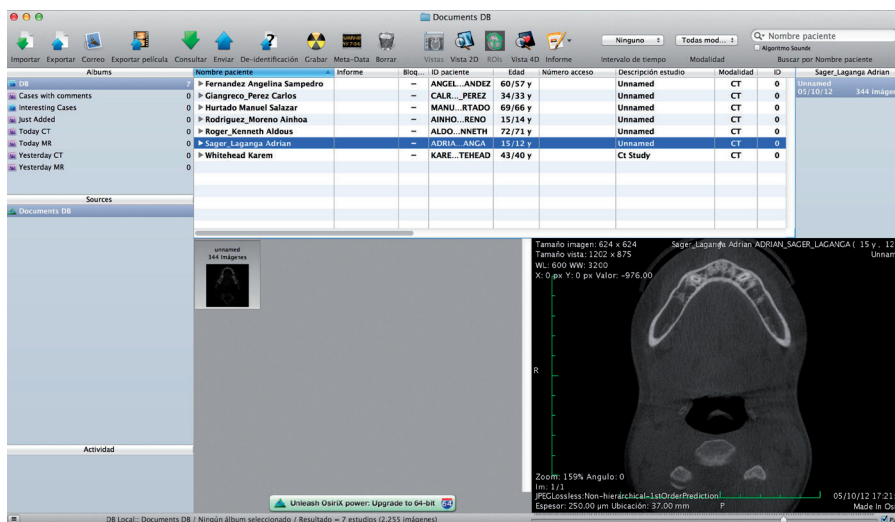 Documents DB
Importar Exportar Correo Exportar película Consultar Enviar De-identificación Grabar Meta-Data Borrar Vistas Vista 2D ROIs Vista 4D Informe
Ninguno Todas mod... Nombre paciente
Algoritmo Sounde
Intervalo de tiempo Modalidad Buscar por Nombre paciente
Albums
DB 7
Cases with comments 0
Interesting Cases 0
Just Added 0
Today CT 0
Today MR 0
Yesterday CT 0
Yesterday MR 0
Sources
Documents DB
Actividad
Nombre paciente Informe Bloq... ID paciente Edad Número acceso Descripción estudio Modalidad ID
Fernandez Angelina Sampedro – ANGEL...ANDEZ 60/57 y Unnamed CT 0
Giangreco_Perez Carlos – CALR..._PEREZ 34/33 y Unnamed CT 0
Hurtado Manuel Salazar – MANU...RTADO 69/66 y Unnamed CT 0
Rodriguez_Moreno Ainhoa – AINHO...RENO 15/14 y Unnamed CT 0
Roger_Kenneth Aldous – ALDO...NNETH 72/71 y Unnamed CT 0
Sager_Laganga Adrian – ADRIA...ANGA 15/12 y Unnamed CT 0
Whitehead Karem – KARE...TEHEAD 43/40 y Ct Study CT 0
Sager_Laganga Adrian
Unnamed
05/10/12 344 Imáger
unnamed
344 Imágenes
Tamaño imagen: 624 x 624 Sager_Laganga Adrian ADRIAN_SAGER_LAGANGA ( 15 y , 12
Tamaño vista: 1202 x 875 Unnam
WL: 600 WW: 3200
X: 0 px Y: 0 px Valor: -976.00
R
Zoom: 159% Angulo: 0
Im: 1/1
JPEGLossless:Non-hierarchical-1stOrderPrediction 05/10/12 17:21
Espesor: 250.00 µm Ubicación: 37.00 mm P Made In O
Unleash OsiriX power: Upgrade to 64-bit 64
DB Local: Documents DB / Ningún álbum seleccionado / Resultado = 7 estudios (2.255 imágenes)